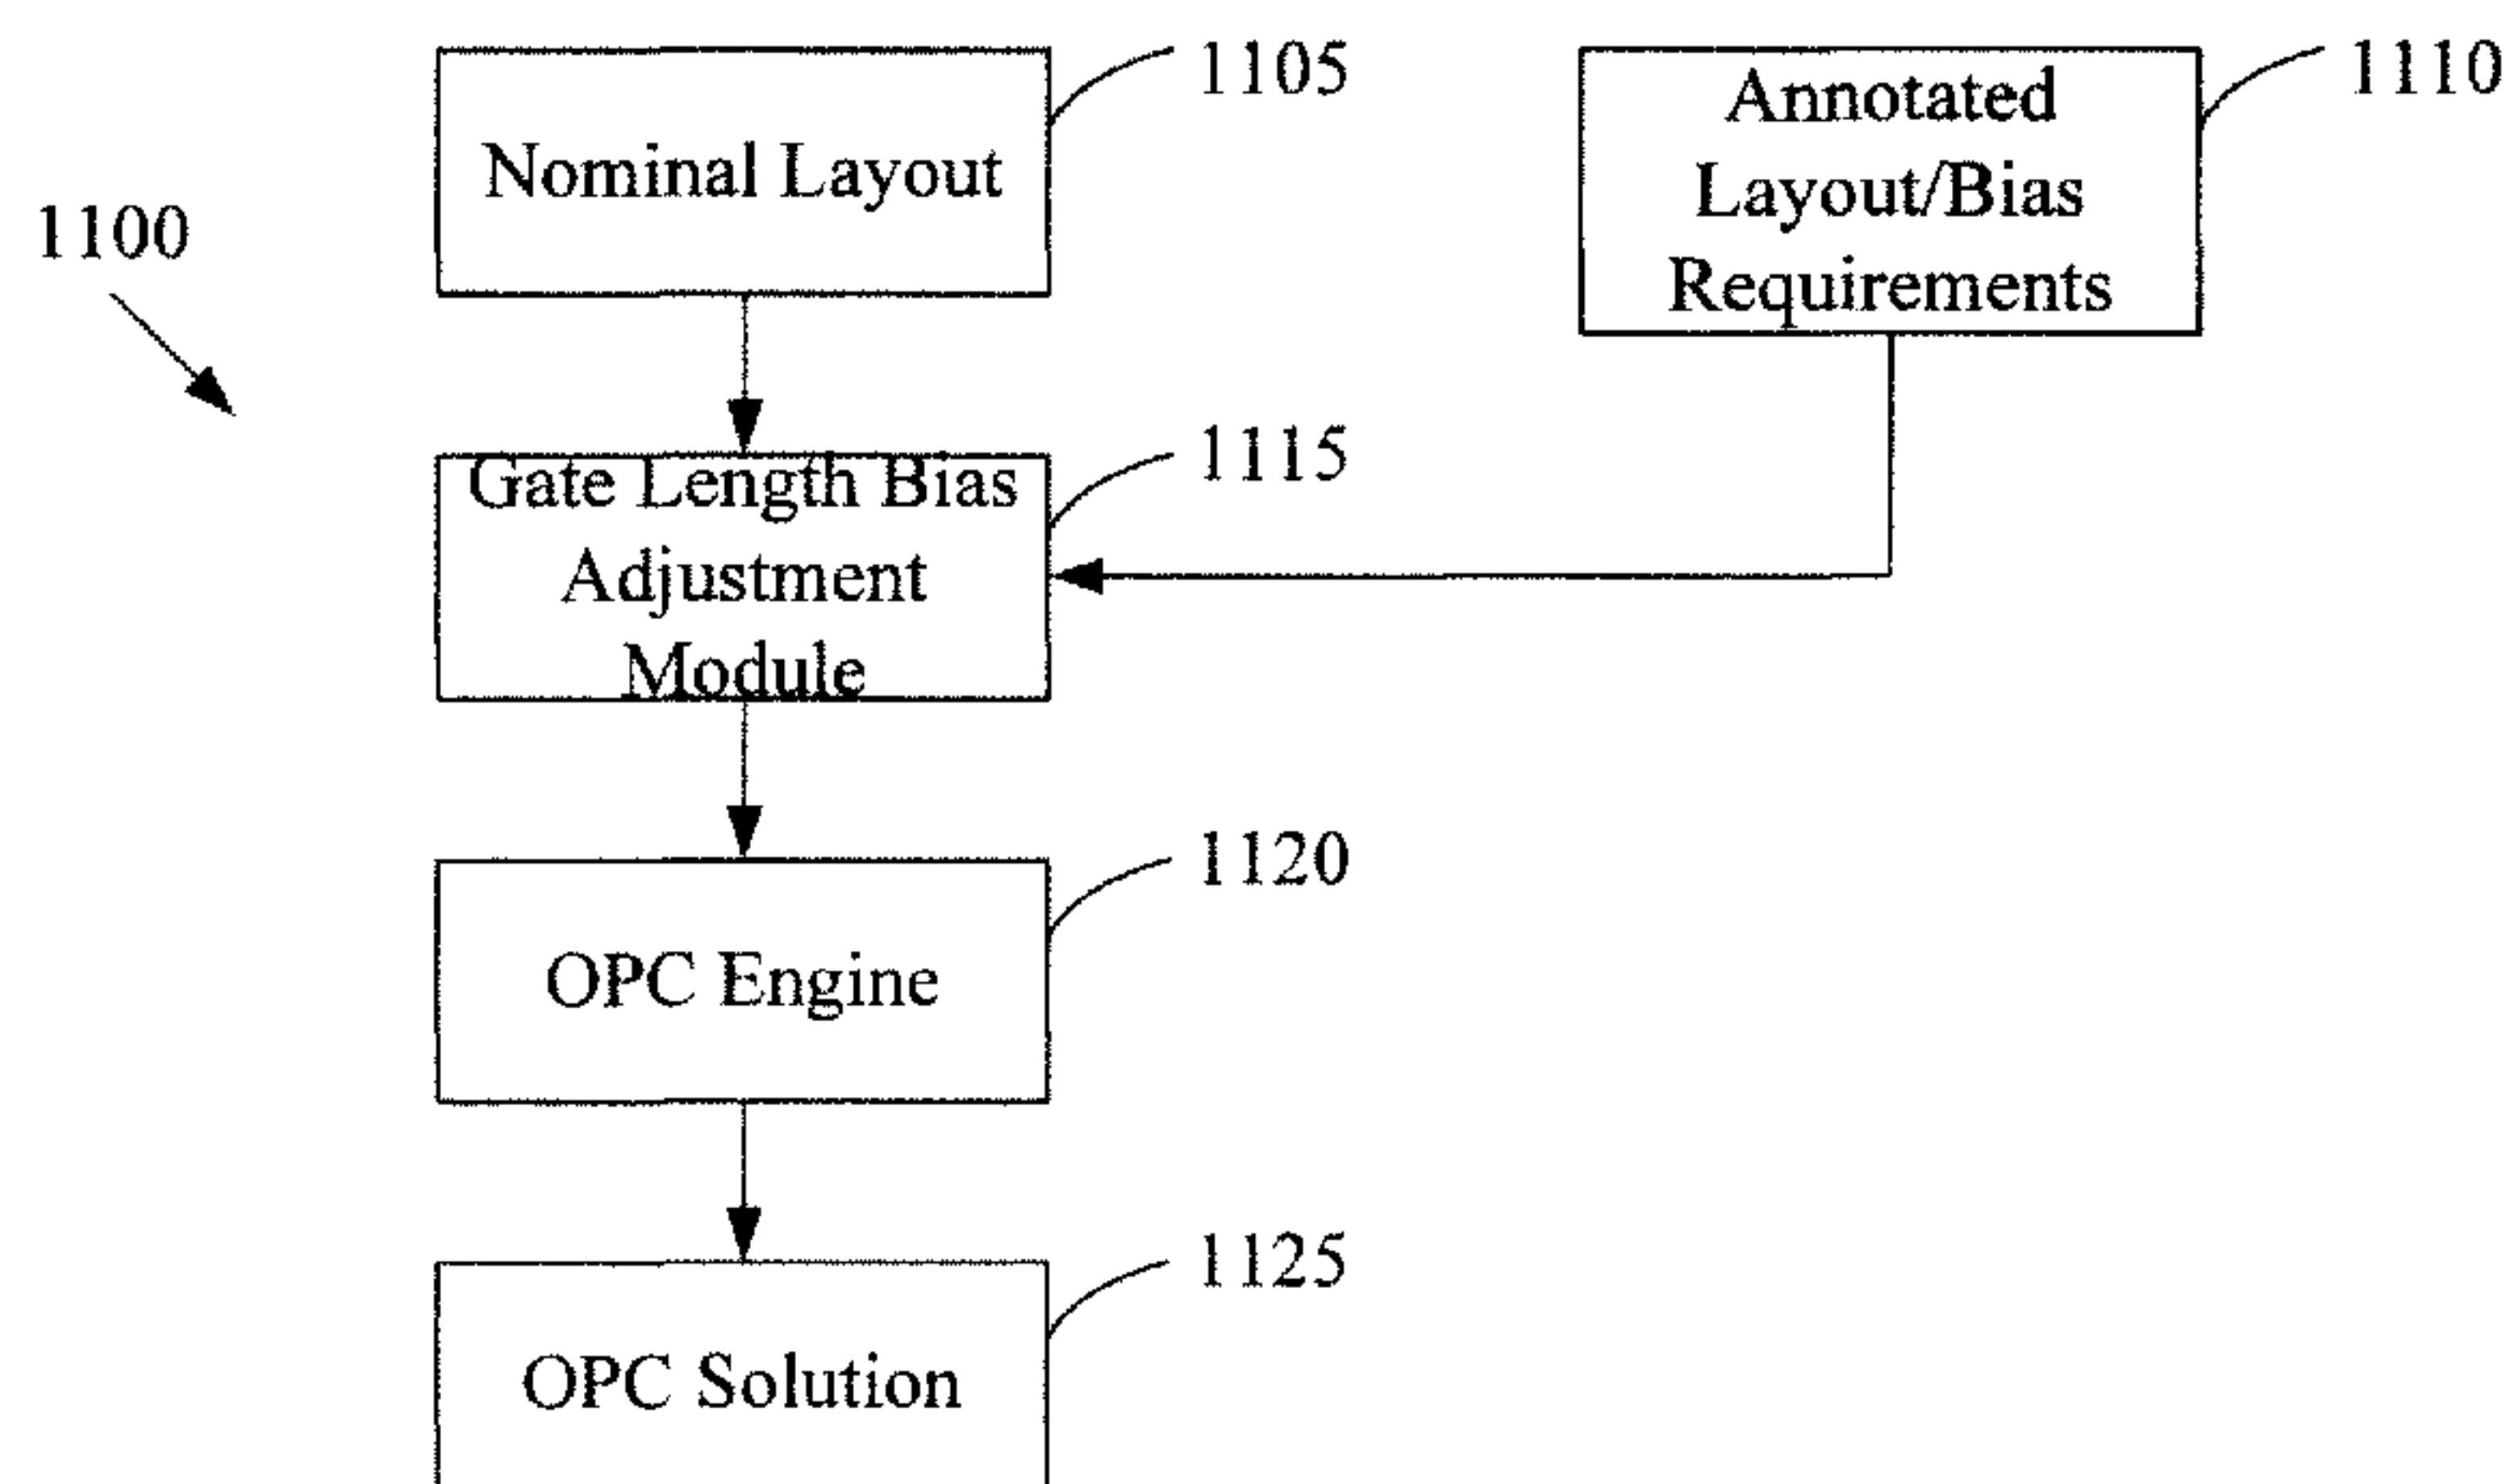 1105
1110
Nominal Layout
Annotated
Layout/Bias
Requirements
1100
1115
Gate Length Bias
Adjustment
Module
1120
OPC Engine
1125
OPC Solution